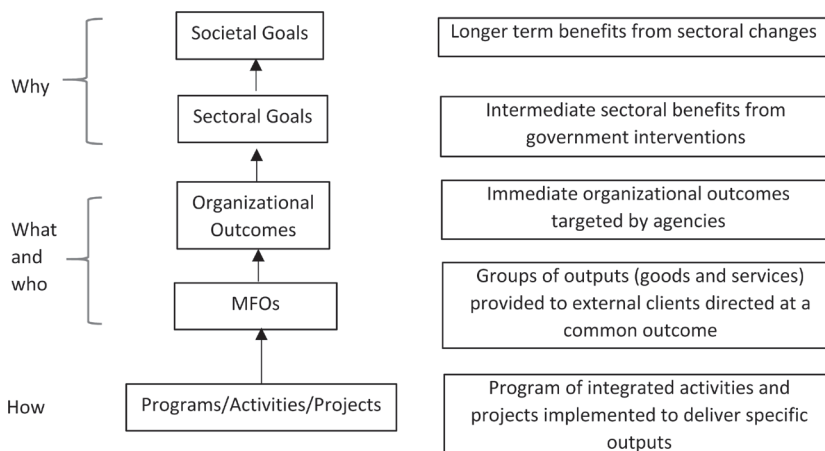 Societal Goals
Longer term benefits from sectoral changes
Why
Sectoral Goals
Intermediate sectoral benefits from
government interventions
What
and
who
Organizational
Outcomes
Immediate organizational outcomes
targeted by agencies
MFOs
Groups of outputs (goods and services)
provided to external clients directed at a
common outcome
How
Programs/Activities/Projects
Program of integrated activities and
projects implemented to deliver specific
outputs